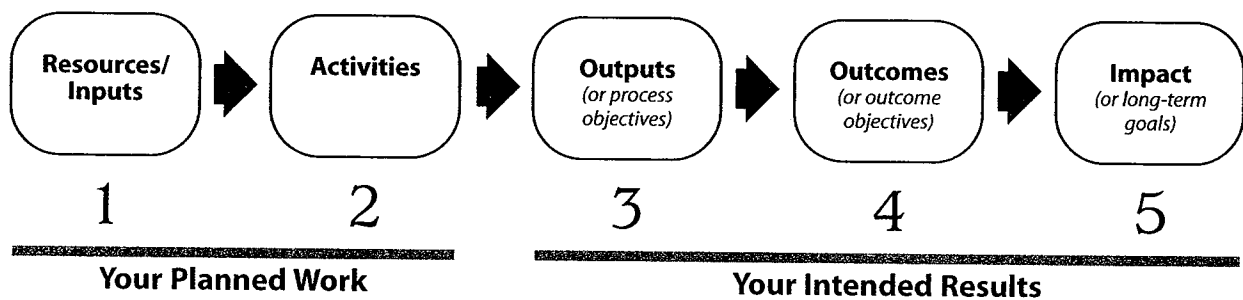 Resources/
Inputs
Activities
Outputs
(or process
objectives)
Outcomes
(or outcome
objectives)
Impact
(or long-term
goals)
1
2
3
4
5
Your Planned Work
Your Intended Results